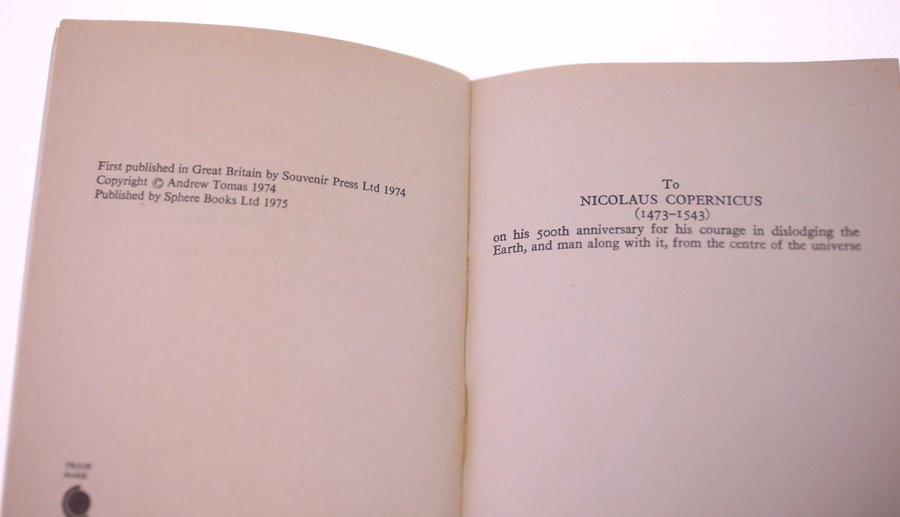 First published in Great Britain by Souvenir Press Ltd 1974
Copyright © Andrew Tomas 1974
Published by Sphere Books Ltd 1975
TRADE
MARK
To
NICOLAUS COPERNICUS
(1473–1543)
on his 500th anniversary for his courage in dislodging the
Earth, and man along with it, from the centre of the universe